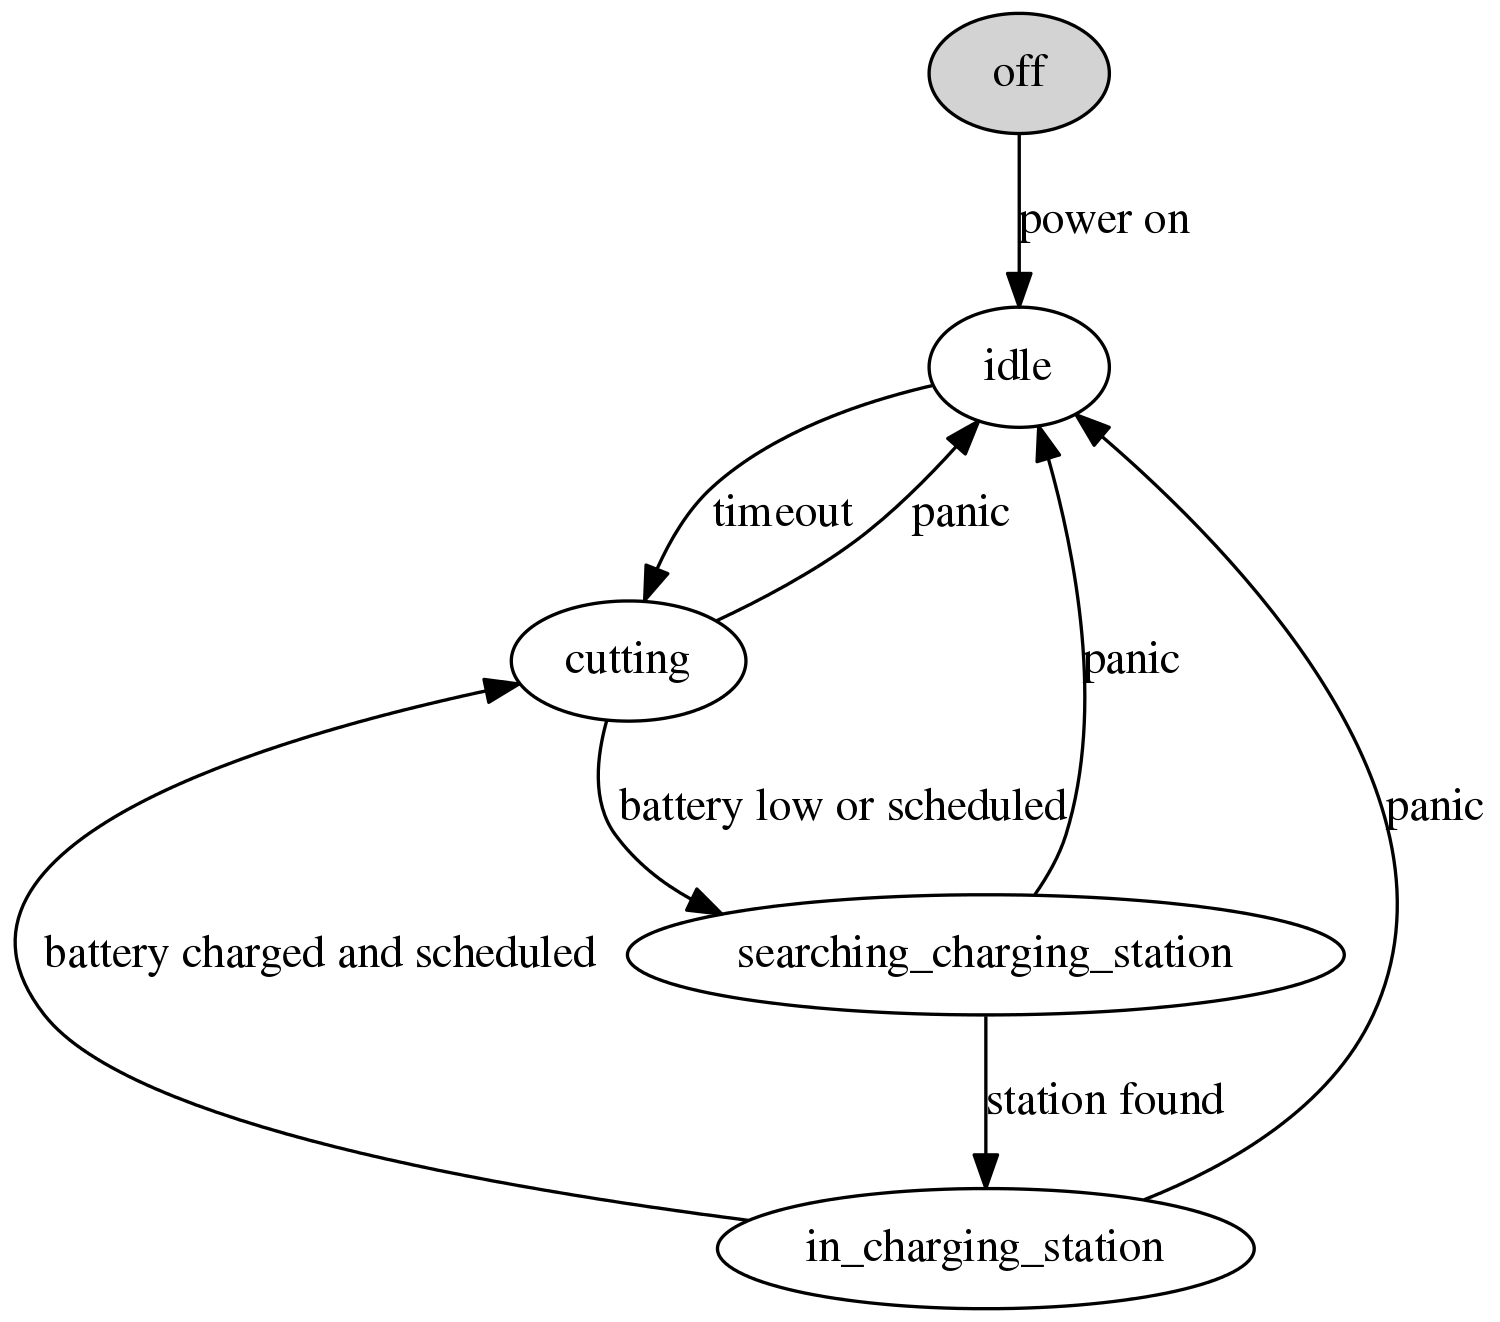 off
power on
idle
timeout
panic
cutting
panic
battery low or scheduled
panic
battery charged and scheduled
searching_charging_station
station found
in_charging_station